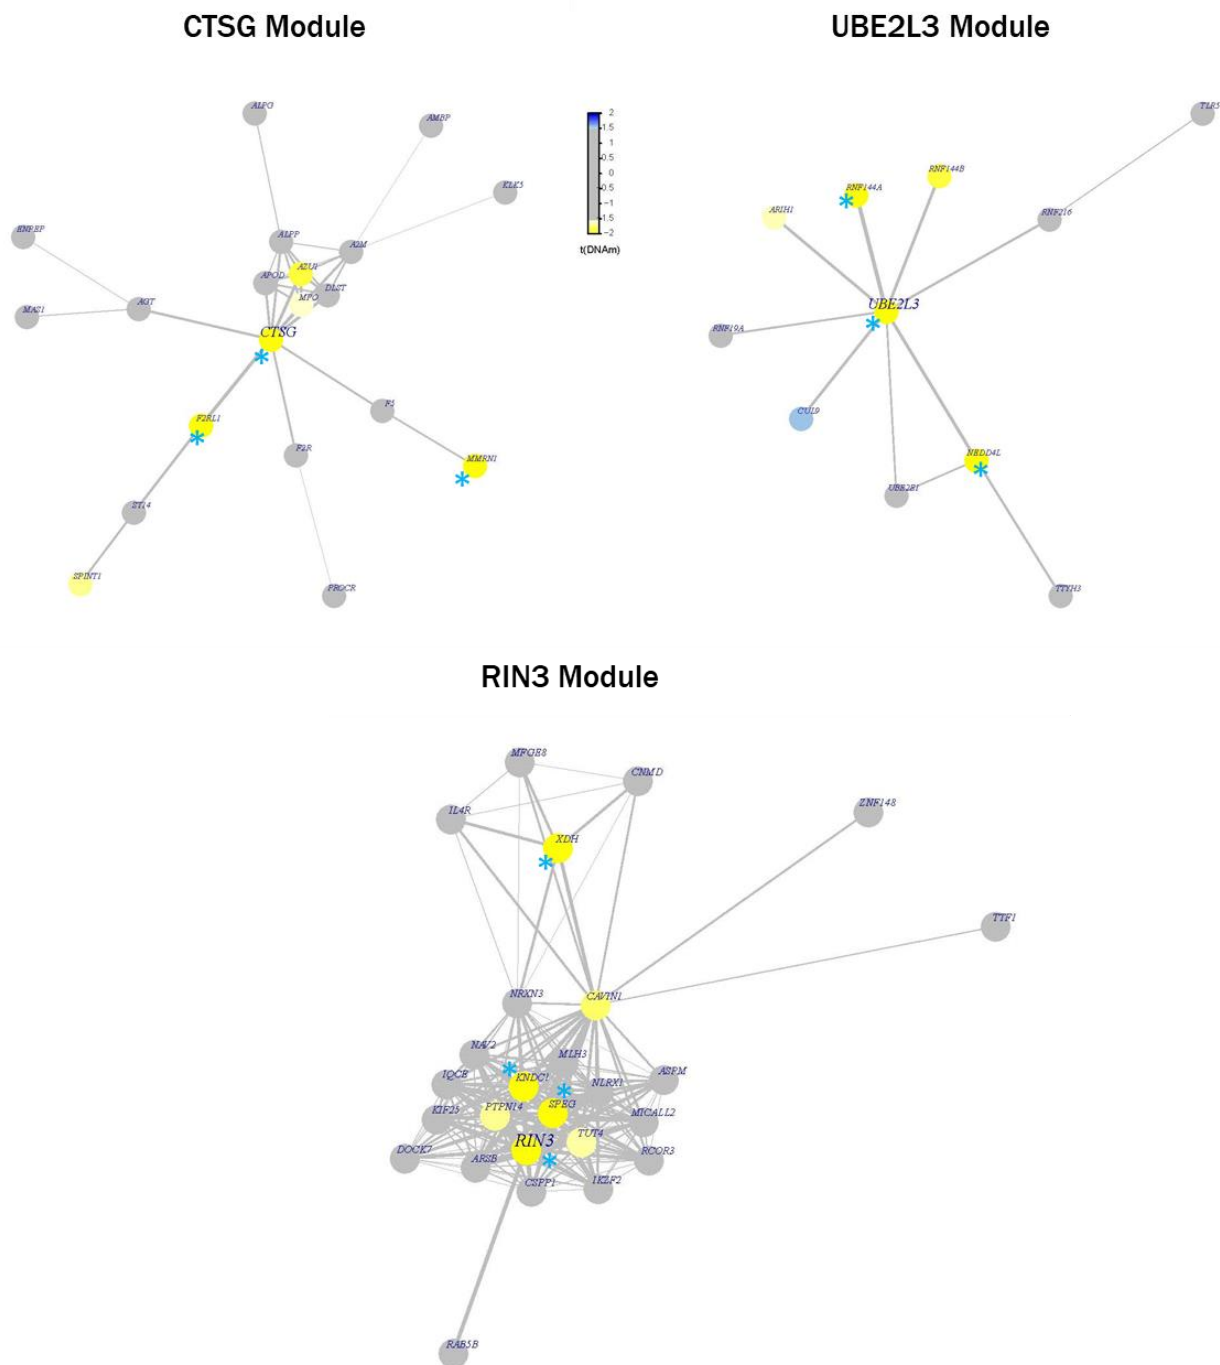 CTSG Module
UBE2L3 Module
ALPG
AMBP
KLK5
ENPEP
ALPP
A2M
AZU1
APOD
DLST
MPO
MAS1
AGT
CTSG
F2RL1
F5
F2R
MMRN1
ST14
SPINT1
PROCR
2
1.5
1
0.5
0
0.5
-1
1.5
-2
t(DNAm)
TLR5
RNF144B
RNF144A
ARIH1
RNF216
UBE2L3
RNF19A
CUL9
NEDD4L
UBE2E1
TTYH3
RIN3 Module
MFGE8
CNMD
IL4R
XDH
ZNF148
TTF1
NRXN3
CAVIN1
NAV2
MLH3
IQCE
KNDC1
NLRX1
ASPM
KIF25
PTPN14
SPEG
MICALL2
RIN3
TUT4
DOCK7
ARSB
RCOR3
CSPP1
IKZF2
RAB5B